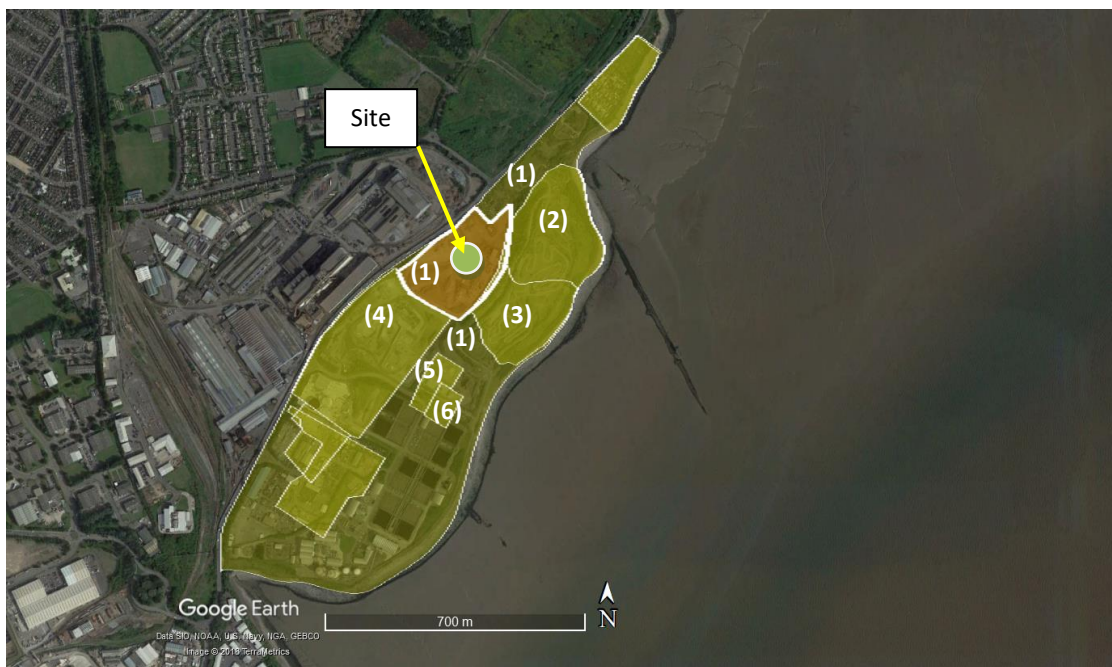 Site
(1)
(2)
(1)
(4)
(3)
(1)
(5)
(6)
Google Earth
700 m
N
Data SIO, NOAA, U.S. Navy, NGA, GEBCO
Image © 2018 TerraMetrics